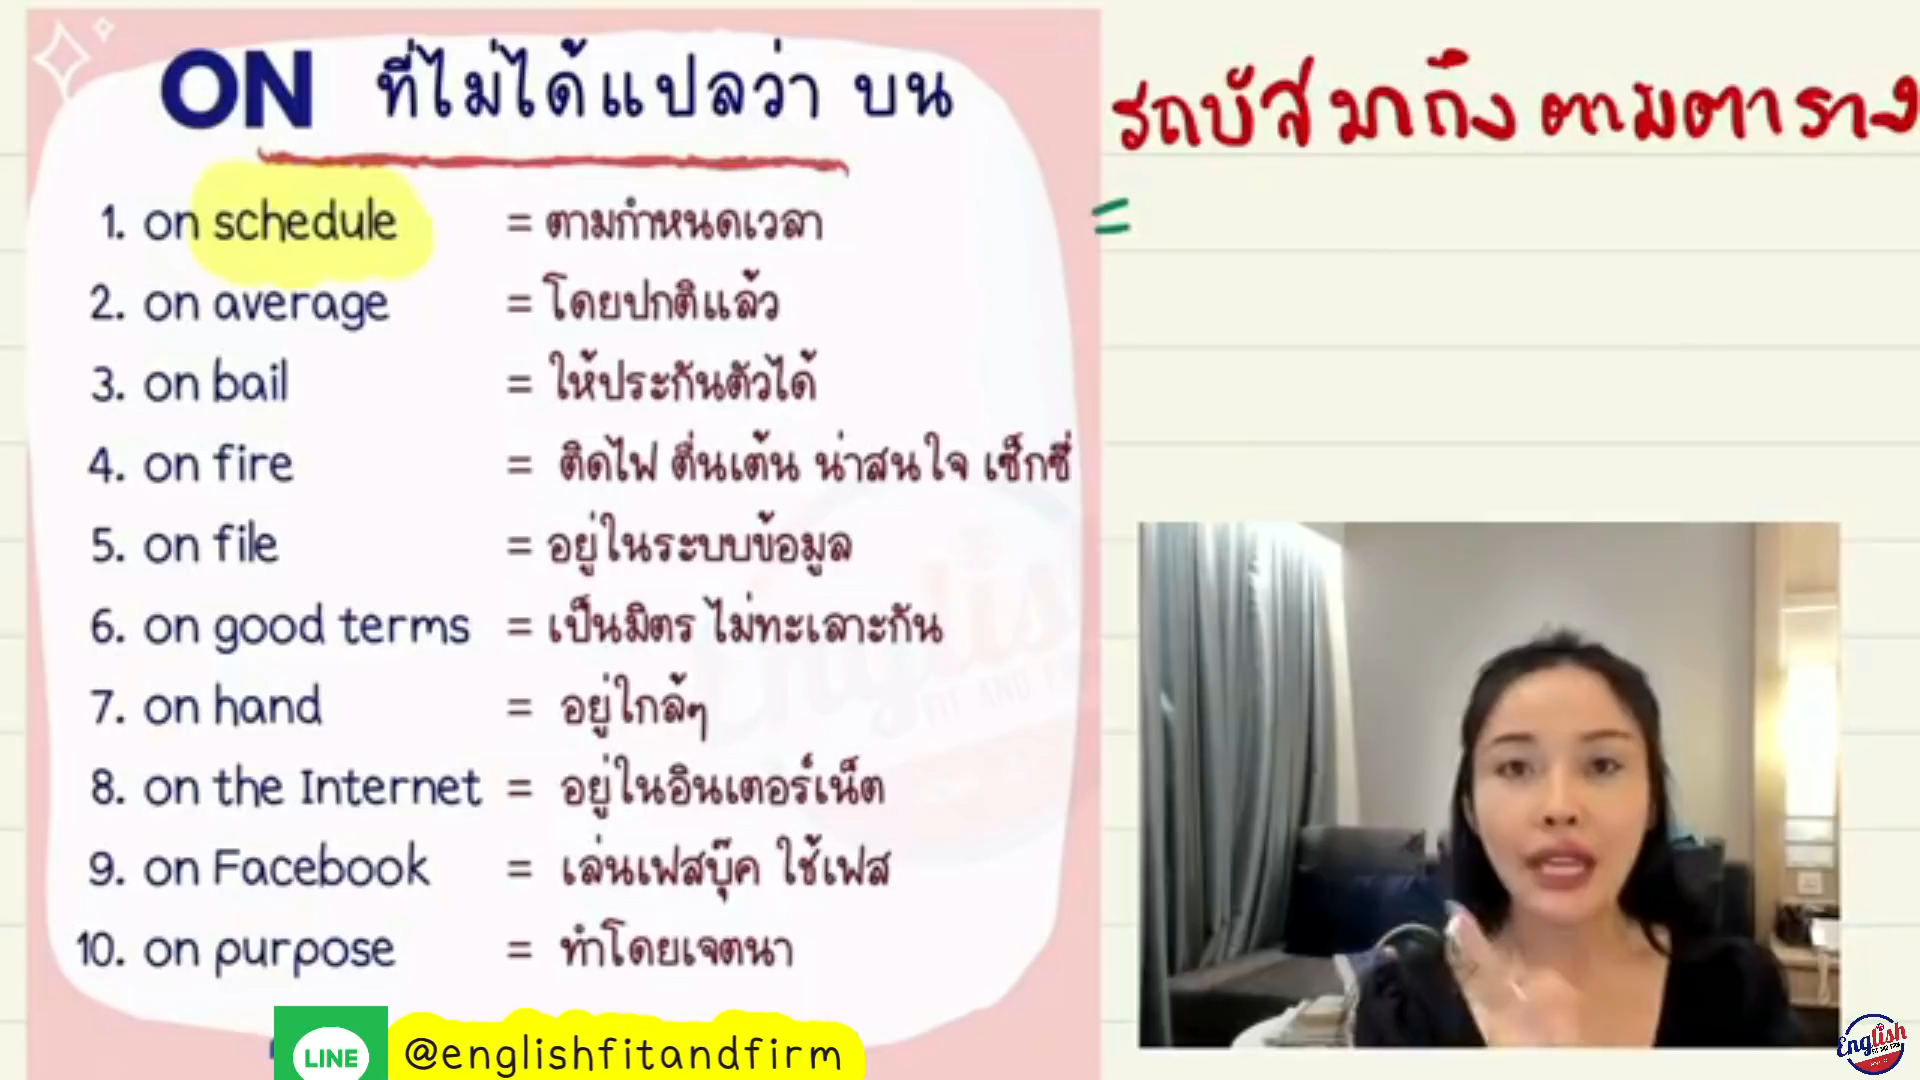 ON ที่ไม่ได้แปลว่า บน
1. on schedule = ตามกำหนดเวลา
2. on average = โดยปกติแล้ว
3. on bail = ให้ประกันตัวได้
4. on fire = ติดไฟ ตื่นเต้น น่าสนใจ เซ็กซี่
5. on file = อยู่ในระบบข้อมูล
6. on good terms = เป็นมิตร ไม่ทะเลาะกัน
7. on hand = อยู่ใกล้ๆ
8. on the Internet = อยู่ในอินเตอร์เน็ต
9. on Facebook = เล่นเฟสบุ๊ค ใช้เฟส
10. on purpose = ทำโดยเจตนา
LINE @englishfitandfirm
รถบัส มาถึง ตามตาราง
=
English
FIT AND FIRM
English
FIT AND FIRM